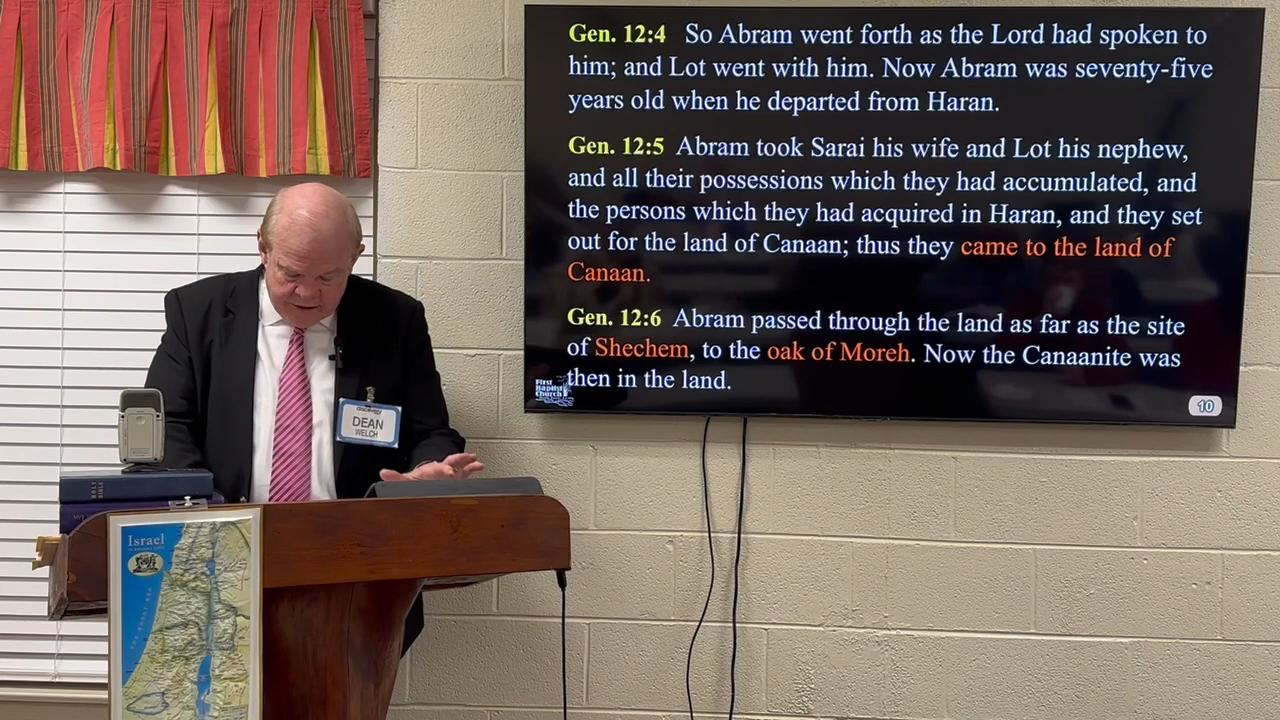 Gen. 12:4 So Abram went forth as the Lord had spoken to
him; and Lot went with him. Now Abram was seventy-five
years old when he departed from Haran.
Gen. 12:5 Abram took Sarai his wife and Lot his nephew,
and all their possessions which they had accumulated, and
the persons which they had acquired in Haran, and they set
out for the land of Canaan; thus they came to the land of
Canaan.
Gen. 12:6 Abram passed through the land as far as the site
of Shechem, to the oak of Moreh. Now the Canaanite was
then in the land.
First
Baptist
Church
10
DEAN
WELCH
HOLY
BIBLE
Israel